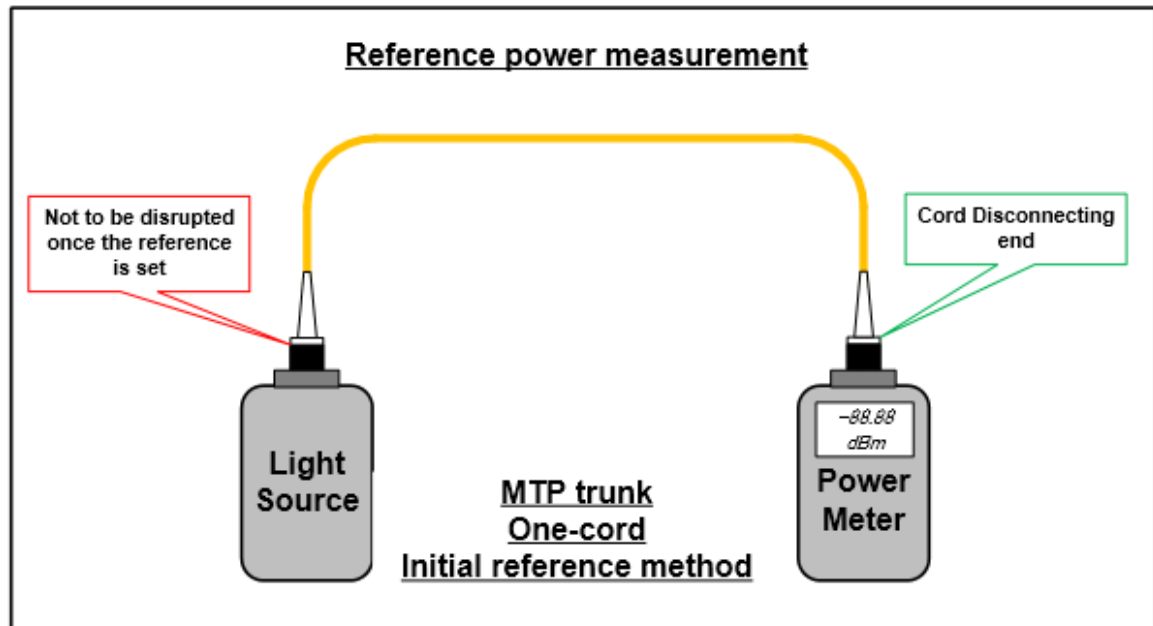 Reference power measurement
Not to be disrupted
once the reference
is set
Cord Disconnecting
end
-88.88
dBm
Light
Source
Power
Meter
MTP trunk
One-cord
Initial reference method